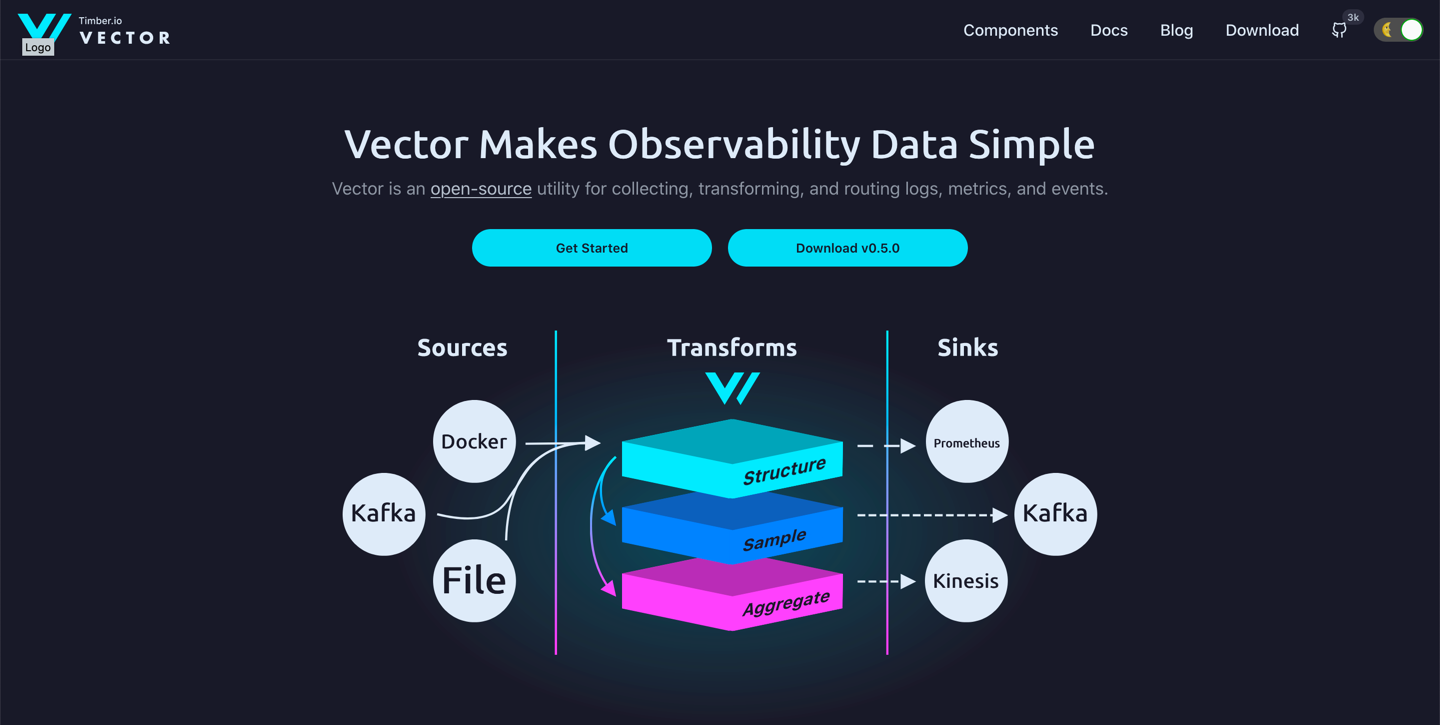 Timber.io
VECTOR
Logo
Components
Docs
Blog
Download
3k
Vector Makes Observability Data Simple
Vector is an open-source utility for collecting, transforming, and routing logs, metrics, and events.
Get Started
Download v0.5.0
Sources
Transforms
Sinks
Docker
Kafka
File
Structure
Sample
Aggregate
Prometheus
Kafka
Kinesis